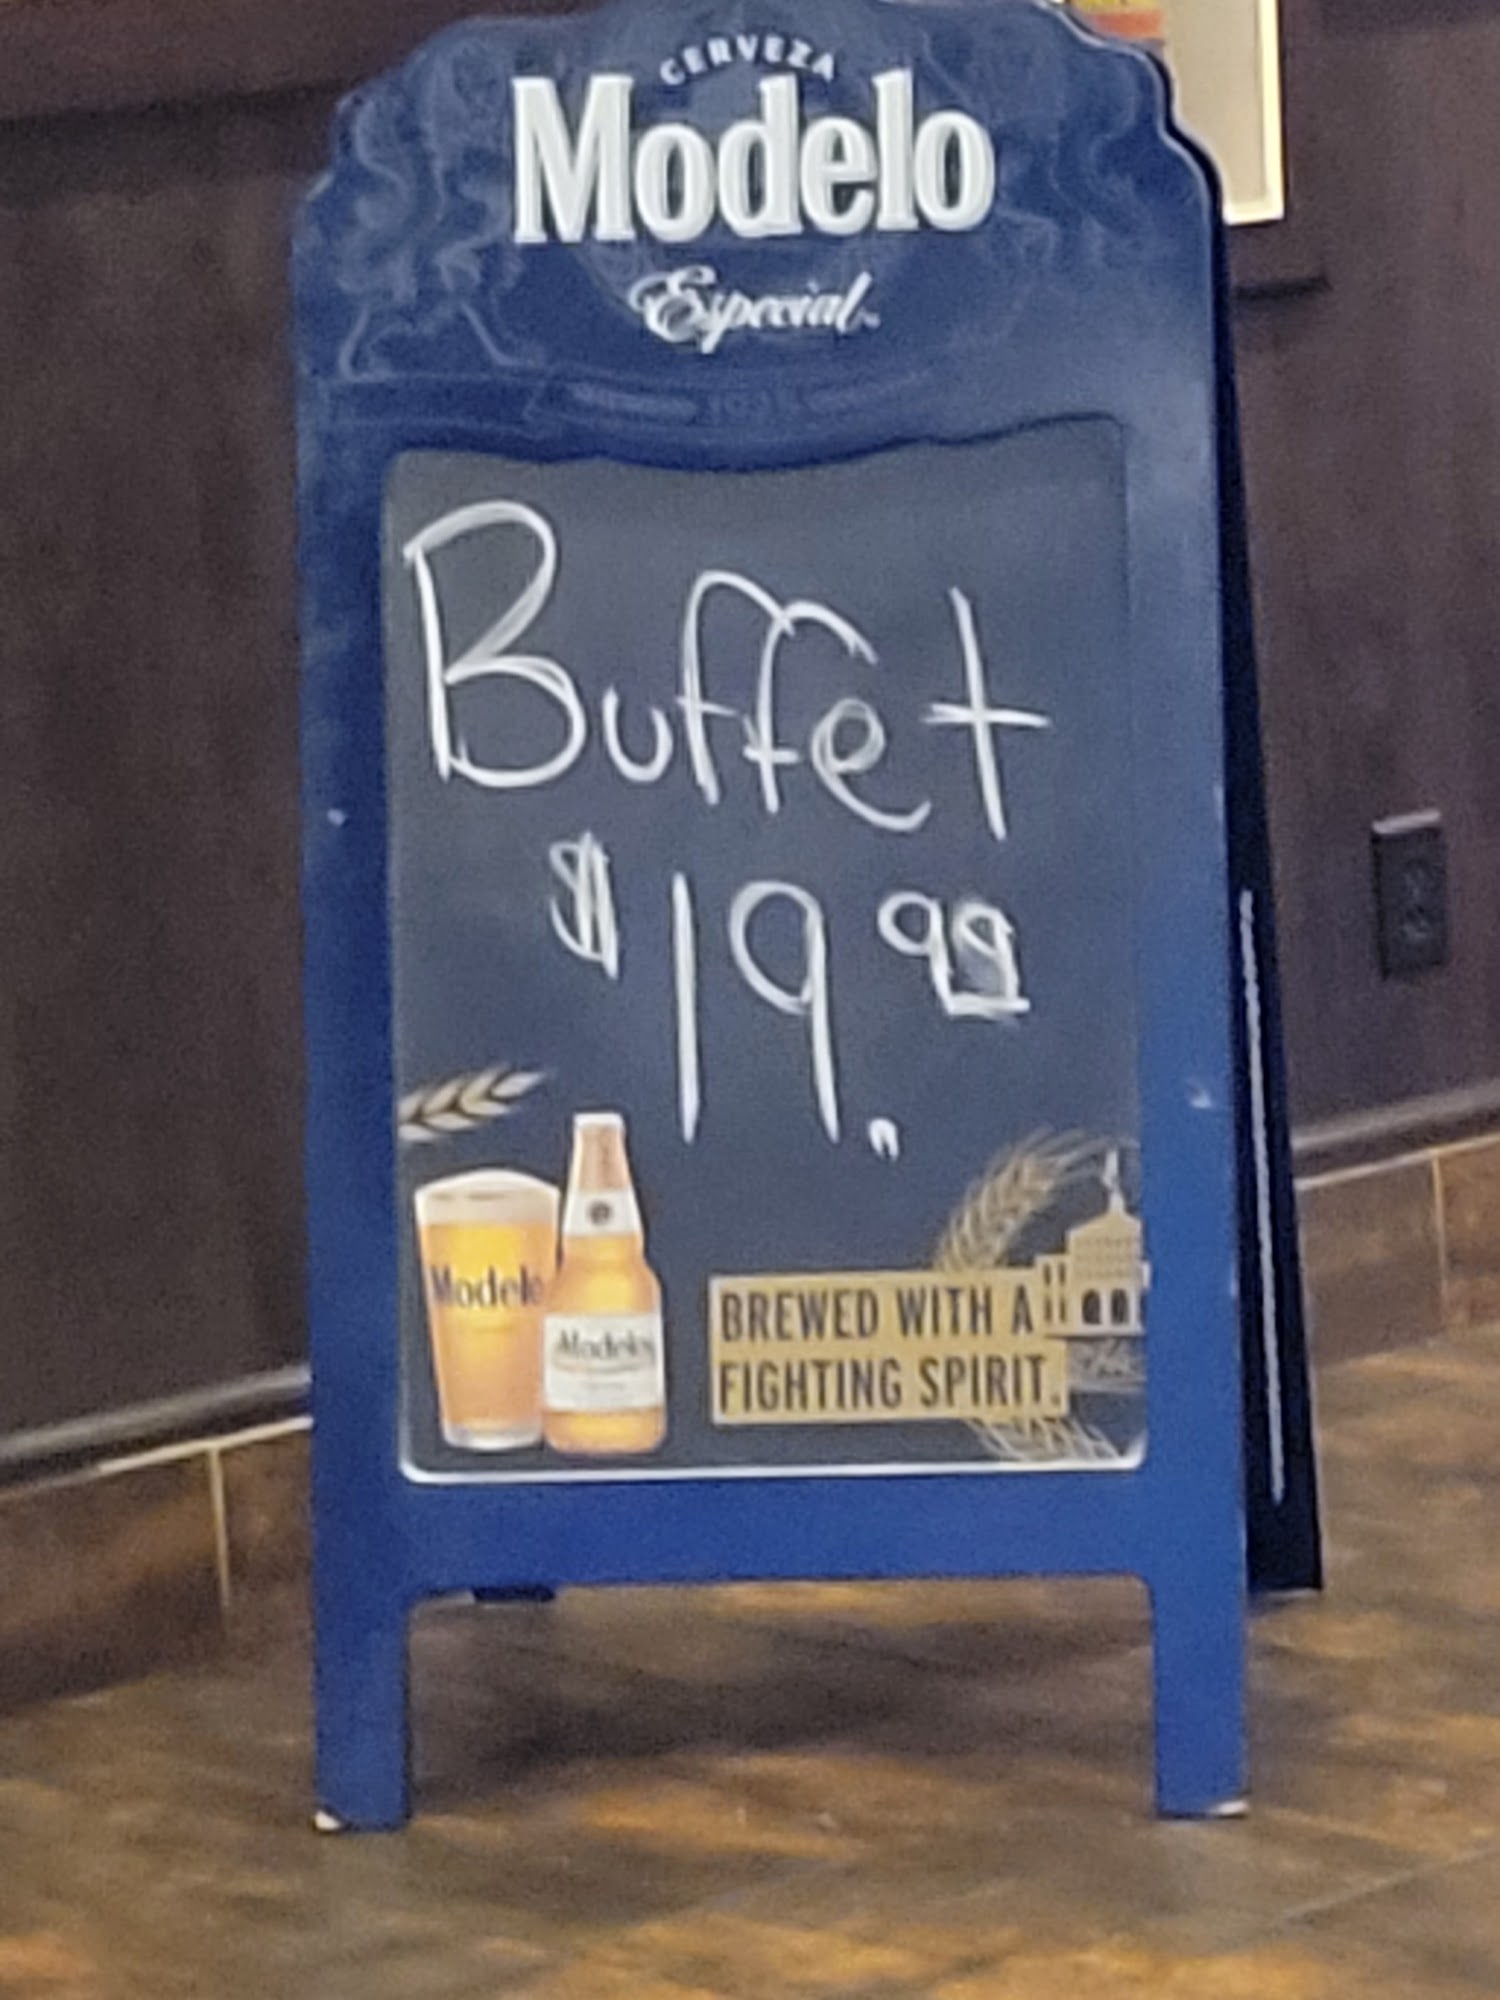 CERVEZA
Modelo
Especial
Buffet
$19.99
Modelo
Modelo
BREWED WITH A
FIGHTING SPIRIT.